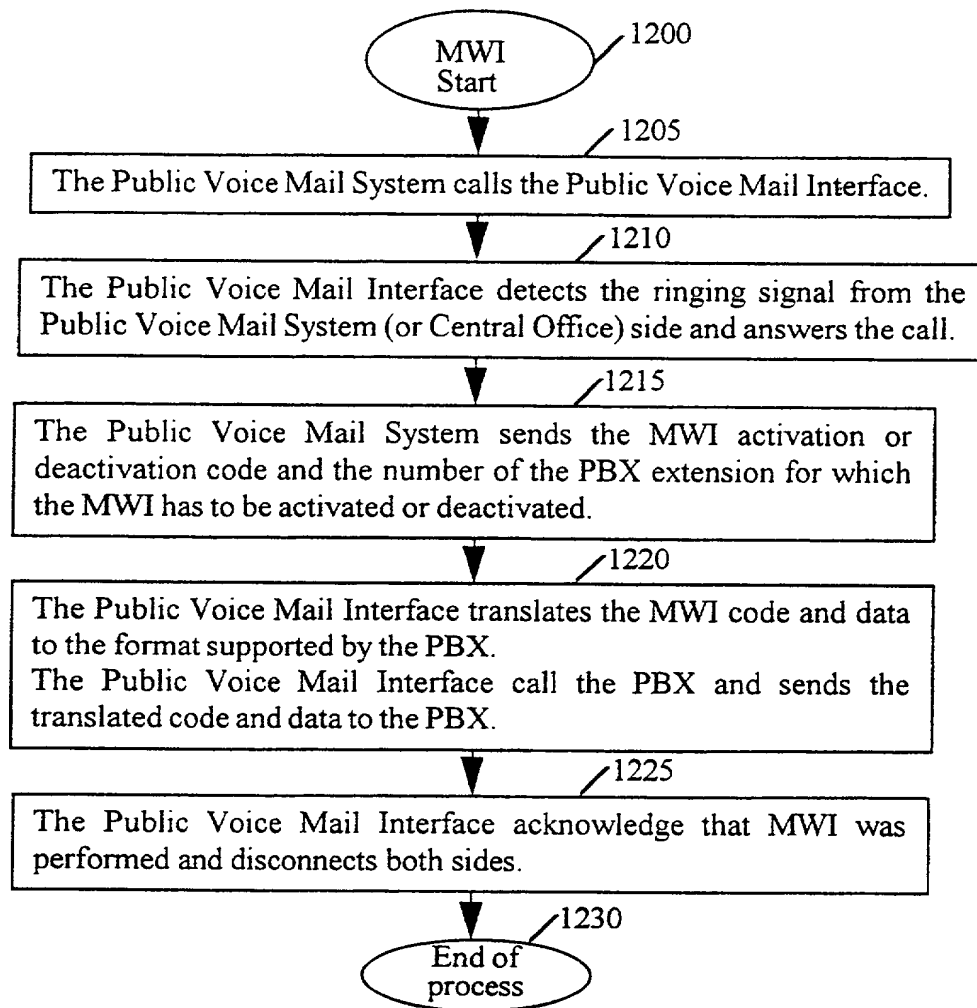 MWI
Start
1200
1205
The Public Voice Mail System calls the Public Voice Mail Interface.
1210
The Public Voice Mail Interface detects the ringing signal from the
Public Voice Mail System (or Central Office) side and answers the call.
1215
The Public Voice Mail System sends the MWI activation or
deactivation code and the number of the PBX extension for which
the MWI has to be activated or deactivated.
1220
The Public Voice Mail Interface translates the MWI code and data
to the format supported by the PBX.
The Public Voice Mail Interface call the PBX and sends the
translated code and data to the PBX.
1225
The Public Voice Mail Interface acknowledge that MWI was
performed and disconnects both sides.
1230
End of
process